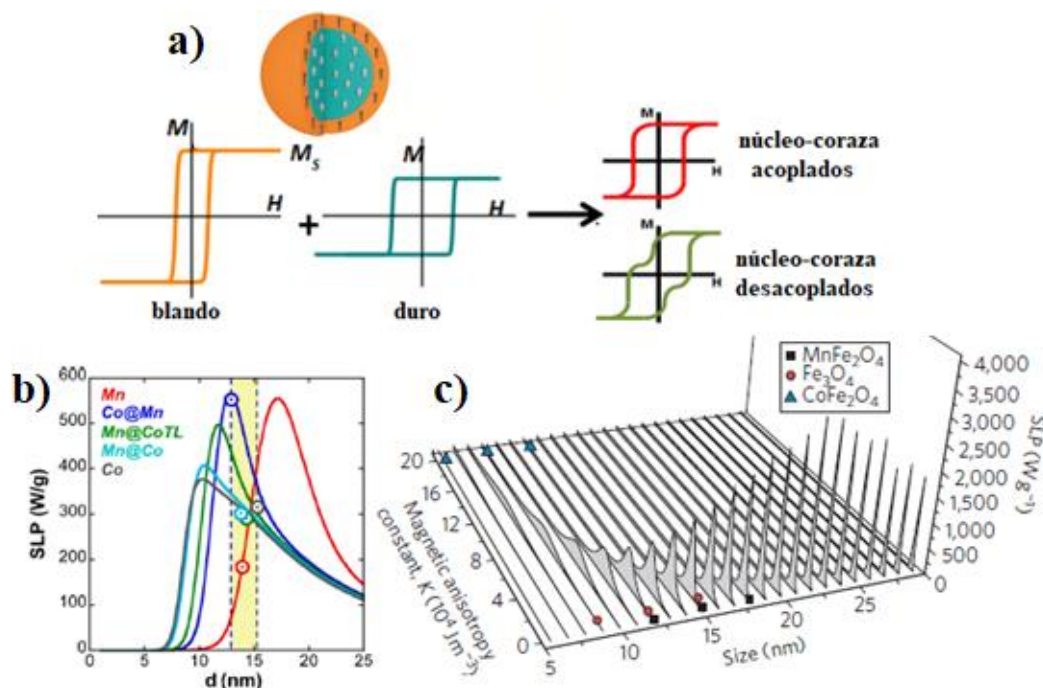 a)
M
M_S
H
blando
+
M
H
duro
M
H
núcleo-coraza
acoplados
M
H
núcleo-coraza
desacoplados
b)
600
500
400
300
200
100
0
SLP (W/g)
Mn
Co@Mn
Mn@CoTL
Mn@Co
Co
0 5 10 15 20 25
d (nm)
c)
MnFe₂O₄
Fe₃O₄
CoFe₂O₄
4,000
3,500
3,000
2,500
2,000
1,500
1,000
500
0
SLP (W g⁻¹)
20
16
12
8
4
0
Magnetic anisotropy
constant, K (10⁴ J m⁻³)
5 10 15 20 25
Size (nm)